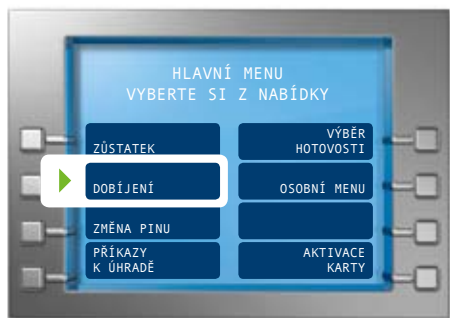 HLAVNÍ MENU
VYBERTE SI Z NABÍDKY
ZŮSTATEK
VÝBĚR
HOTOVOSTI
DOBÍJENÍ
OSOBNÍ MENU
ZMĚNA PINU
PŘÍKAZY
K ÚHRADĚ
AKTIVACE
KARTY